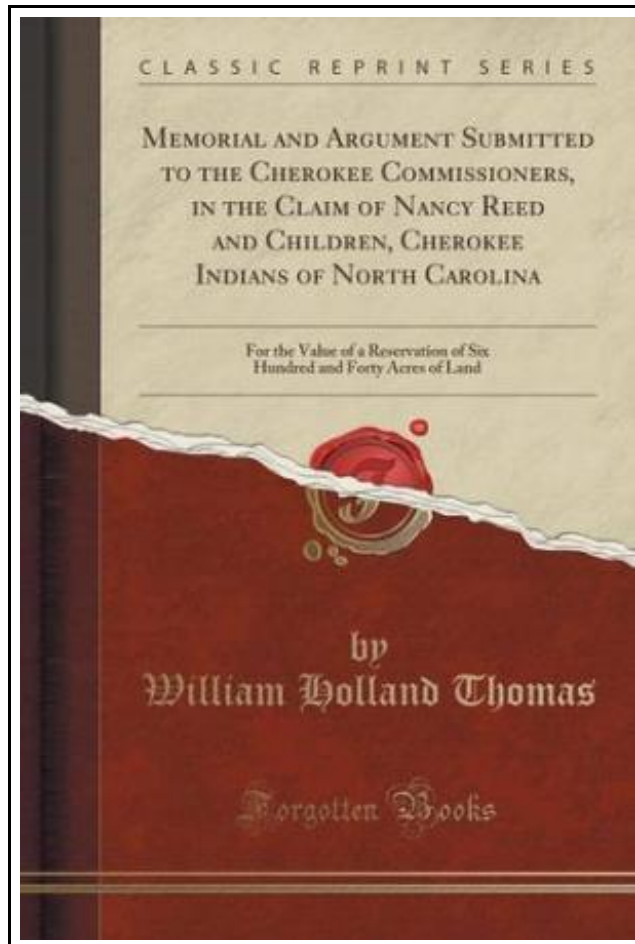 CLASSIC REPRINT SERIES
MEMORIAL AND ARGUMENT SUBMITTED
TO THE CHEROKEE COMMISSIONERS,
IN THE CLAIM OF NANCY REED
AND CHILDREN, CHEROKEE
INDIANS OF NORTH CAROLINA
For the Value of a Reservation of Six
Hundred and Forty Acres of Land
by
William Holland Thomas
Forgotten Books